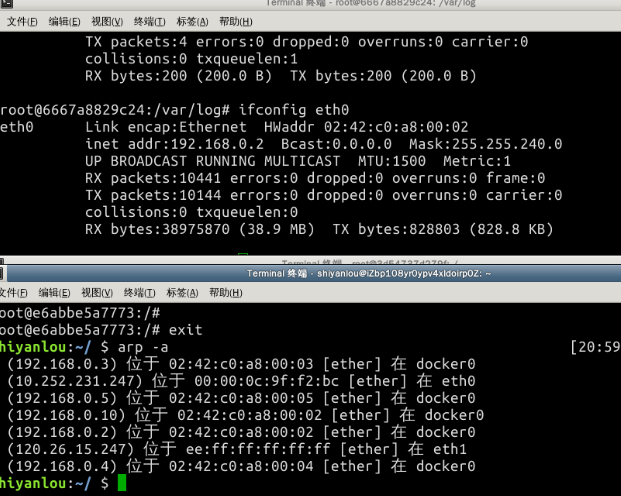 Terminal 终端 - root@6667a8829c24: /var/log
文件(F) 编辑(E) 视图(V) 终端(T) 标签(A) 帮助(H)
TX packets:4 errors:0 dropped:0 overruns:0 carrier:0
collisions:0 txqueuelen:1
RX bytes:200 (200.0 B)  TX bytes:200 (200.0 B)
root@6667a8829c24:/var/log# ifconfig eth0
eth0      Link encap:Ethernet  HWaddr 02:42:c0:a8:00:02
inet addr:192.168.0.2  Bcast:0.0.0.0  Mask:255.255.240.0
UP BROADCAST RUNNING MULTICAST  MTU:1500  Metric:1
RX packets:10441 errors:0 dropped:0 overruns:0 frame:0
TX packets:10144 errors:0 dropped:0 overruns:0 carrier:0
collisions:0 txqueuelen:0
RX bytes:38975870 (38.9 MB)  TX bytes:828803 (828.8 KB)
Terminal 终端 - shiyanlou@iZbp108yr0ypv4xldoirp0Z: ~
文件(F) 编辑(E) 视图(V) 终端(T) 标签(A) 帮助(H)
oot@e6abbe5a7773:/#
oot@e6abbe5a7773:/# exit
hiyanlou:~/ $ arp -a [20:59
(192.168.0.3) 位于 02:42:c0:a8:00:03 [ether] 在 docker0
(10.252.231.247) 位于 00:00:0c:9f:f2:bc [ether] 在 eth0
(192.168.0.5) 位于 02:42:c0:a8:00:05 [ether] 在 docker0
(192.168.0.10) 位于 02:42:c0:a8:00:02 [ether] 在 docker0
(192.168.0.2) 位于 02:42:c0:a8:00:02 [ether] 在 docker0
(120.26.15.247) 位于 ee:ff:ff:ff:ff:ff [ether] 在 eth1
(192.168.0.4) 位于 02:42:c0:a8:00:04 [ether] 在 docker0
hiyanlou:~/ $